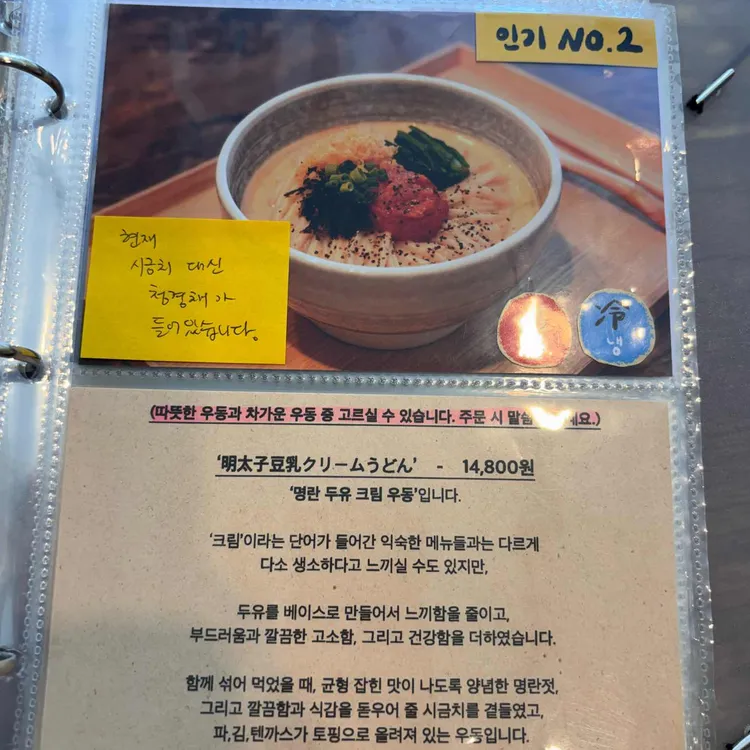 인기 NO.2
현재
시금치 대신
청경채가
들어있습니다.
冷
냉
(따뜻한 우동과 차가운 우동 중 고르실 수 있습니다. 주문 시
'明太子豆乳クリームうどん' - 14,800원
'명란 두유 크림 우동'입니다.
'크림'이라는 단어가 들어간 익숙한 메뉴들과는 다르게
다소 생소하다고 느끼실 수도 있지만,
두유를 베이스로 만들어서 느끼함을 줄이고,
부드러움과 깔끔한 고소함, 그리고 건강함을 더하였습니다.
함께 섞어 먹었을 때, 균형 잡힌 맛이 나도록 양념한 명란젓,
그리고 깔끔함과 식감을 돋우어 줄 시금치를 곁들였고,
파,김,텐까스가 토핑으로 올려져 있는 우동입니다.